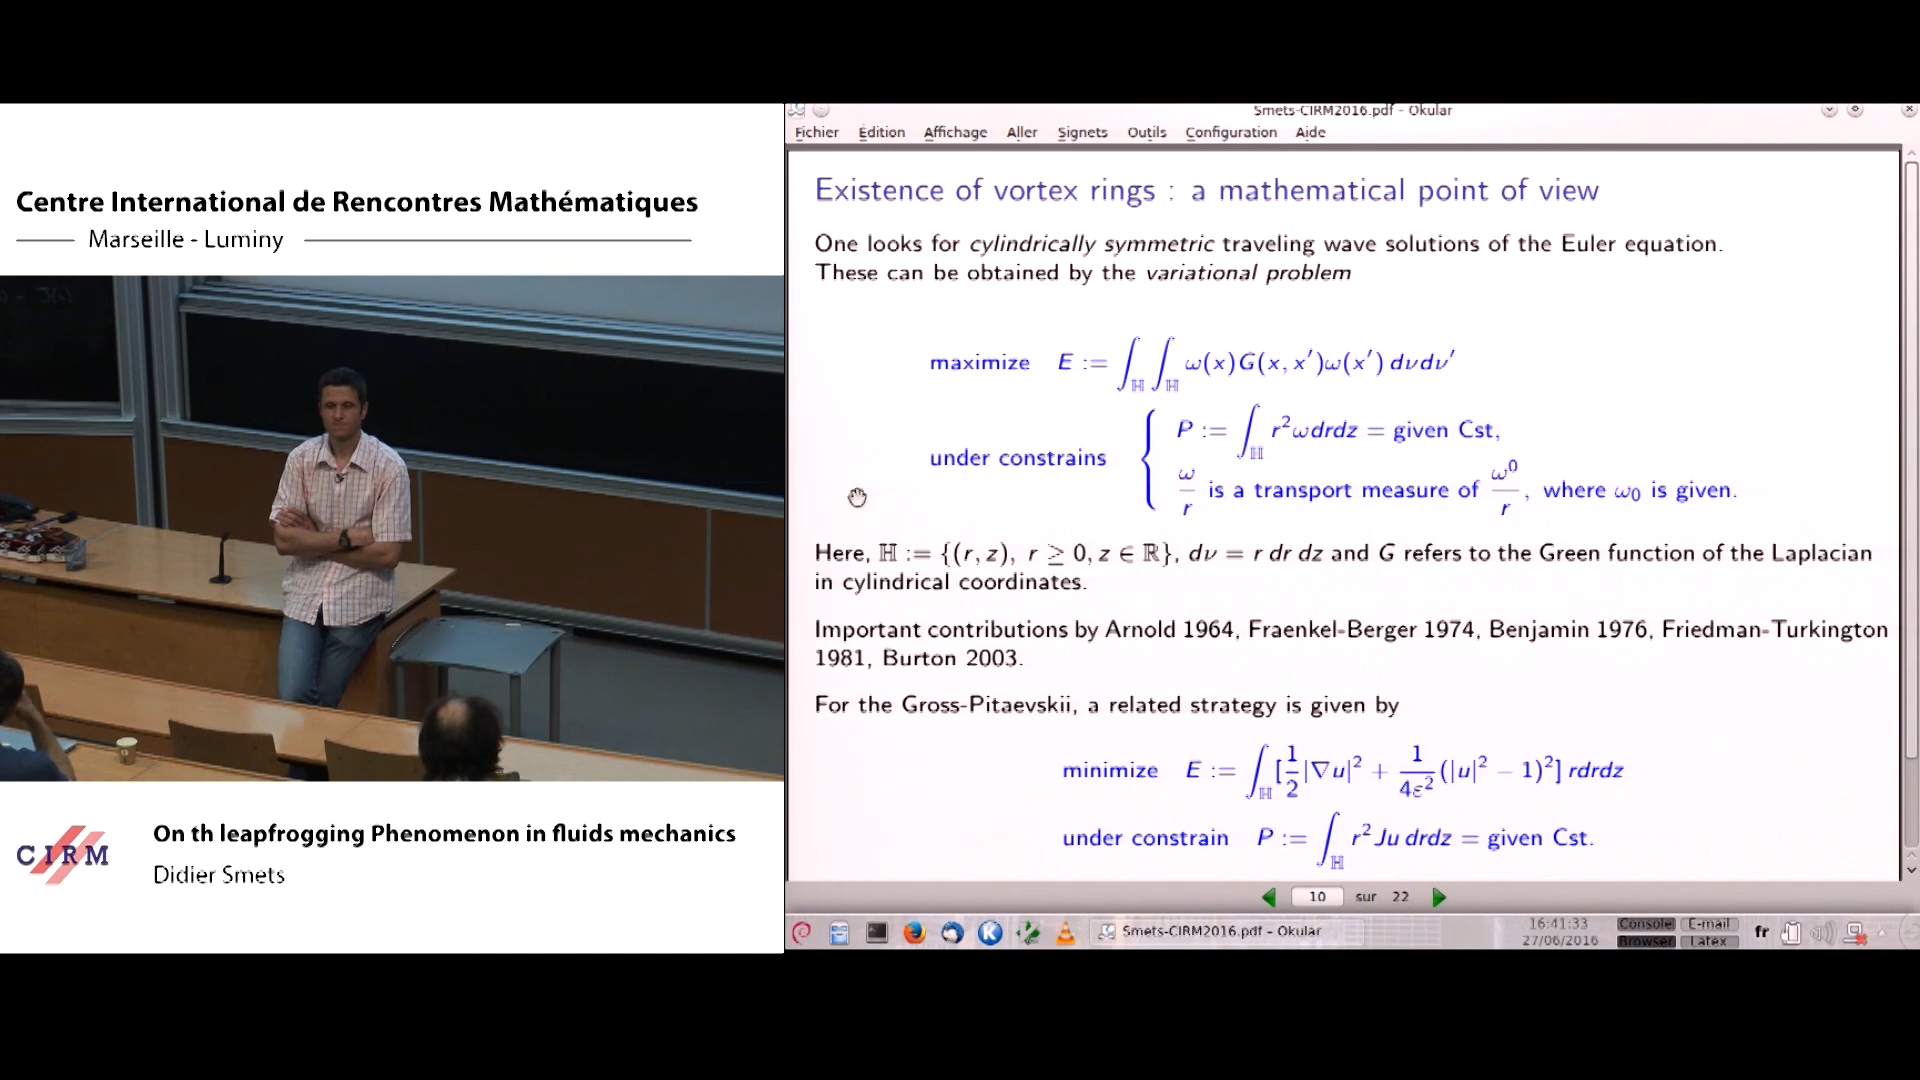 Centre International de Rencontres Mathématiques
Marseille - Luminy
CIRM
On th leapfrogging Phenomenon in fluids mechanics
Didier Smets
Smets-CIRM2016.pdf - Okular
Fichier Édition Affichage Aller Signets Outils Configuration Aide
Existence of vortex rings : a mathematical point of view
One looks for cylindrically symmetric traveling wave solutions of the Euler equation.
These can be obtained by the variational problem
maximize E := ∫_ℍ ∫_ℍ ω(x)G(x, x′)ω(x′) dνdν′
under constrains { P := ∫_ℍ r²ωdrdz = given Cst,
ω/r is a transport measure of ω⁰/r, where ω₀ is given.
Here, ℍ := {(r, z), r ≥ 0, z ∈ ℝ}, dν = r dr dz and G refers to the Green function of the Laplacian
in cylindrical coordinates.
Important contributions by Arnold 1964, Fraenkel-Berger 1974, Benjamin 1976, Friedman-Turkington
1981, Burton 2003.
For the Gross-Pitaevskii, a related strategy is given by
minimize E := ∫_ℍ [1/2 |∇u|² + 1/4ε² (|u|² − 1)²] rdrdz
under constrain P := ∫_ℍ r² Ju drdz = given Cst.
10 sur 22
Smets-CIRM2016.pdf - Okular
16:41:33
27/06/2016
Console E-mail
Browser Latex
fr